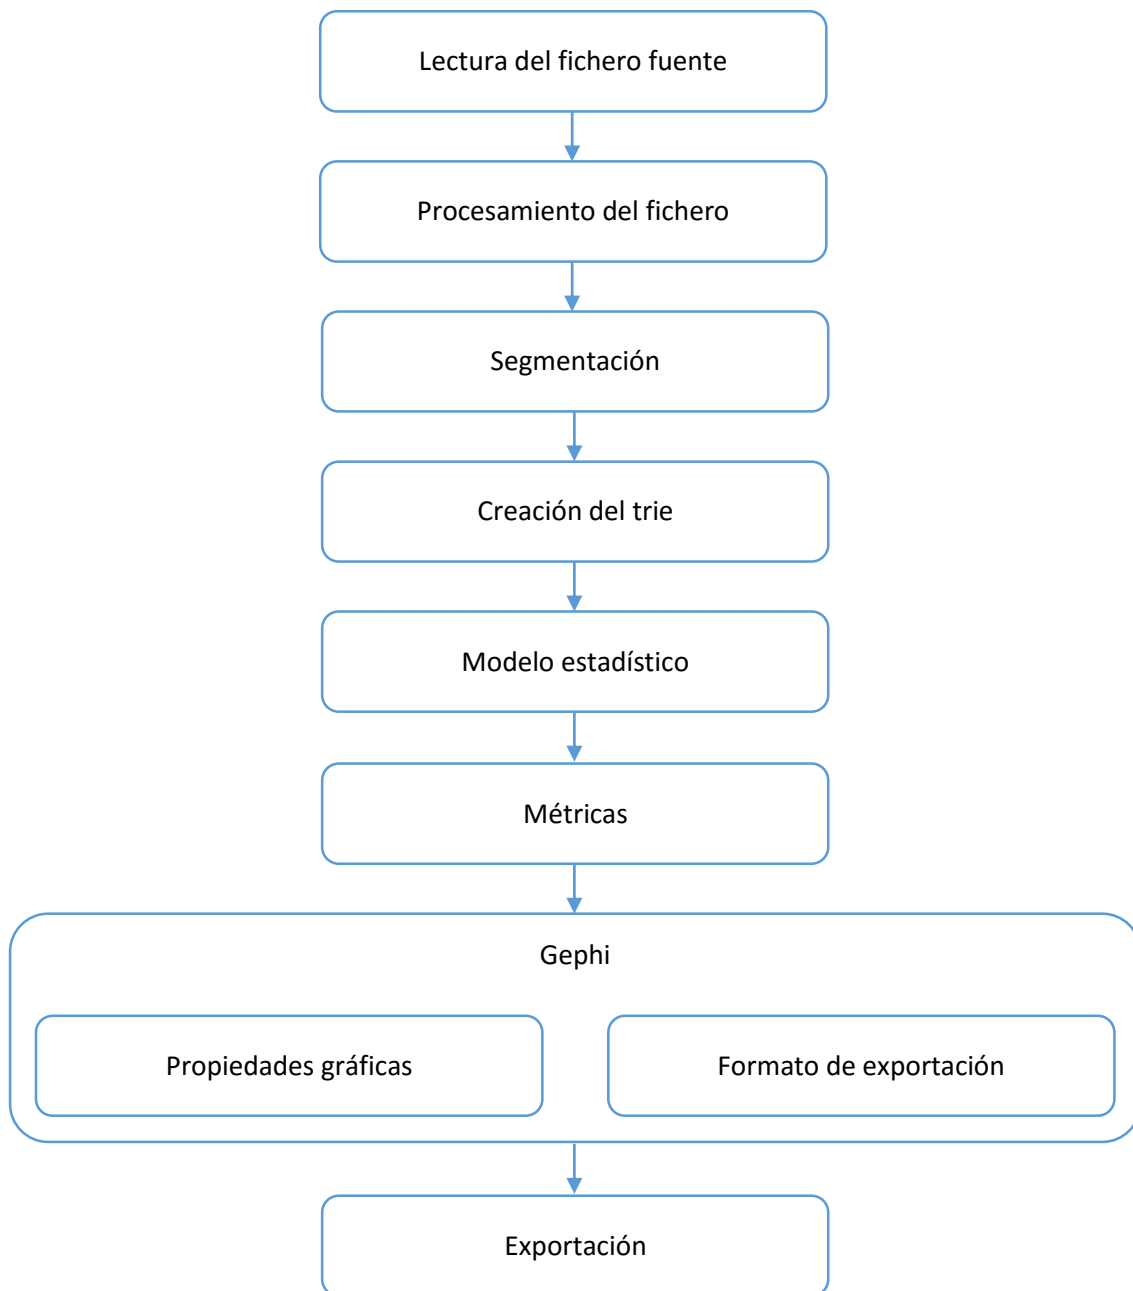 Lectura del fichero fuente
Procesamiento del fichero
Segmentación
Creación del trie
Modelo estadístico
Métricas
Gephi
Propiedades gráficas
Formato de exportación
Exportación